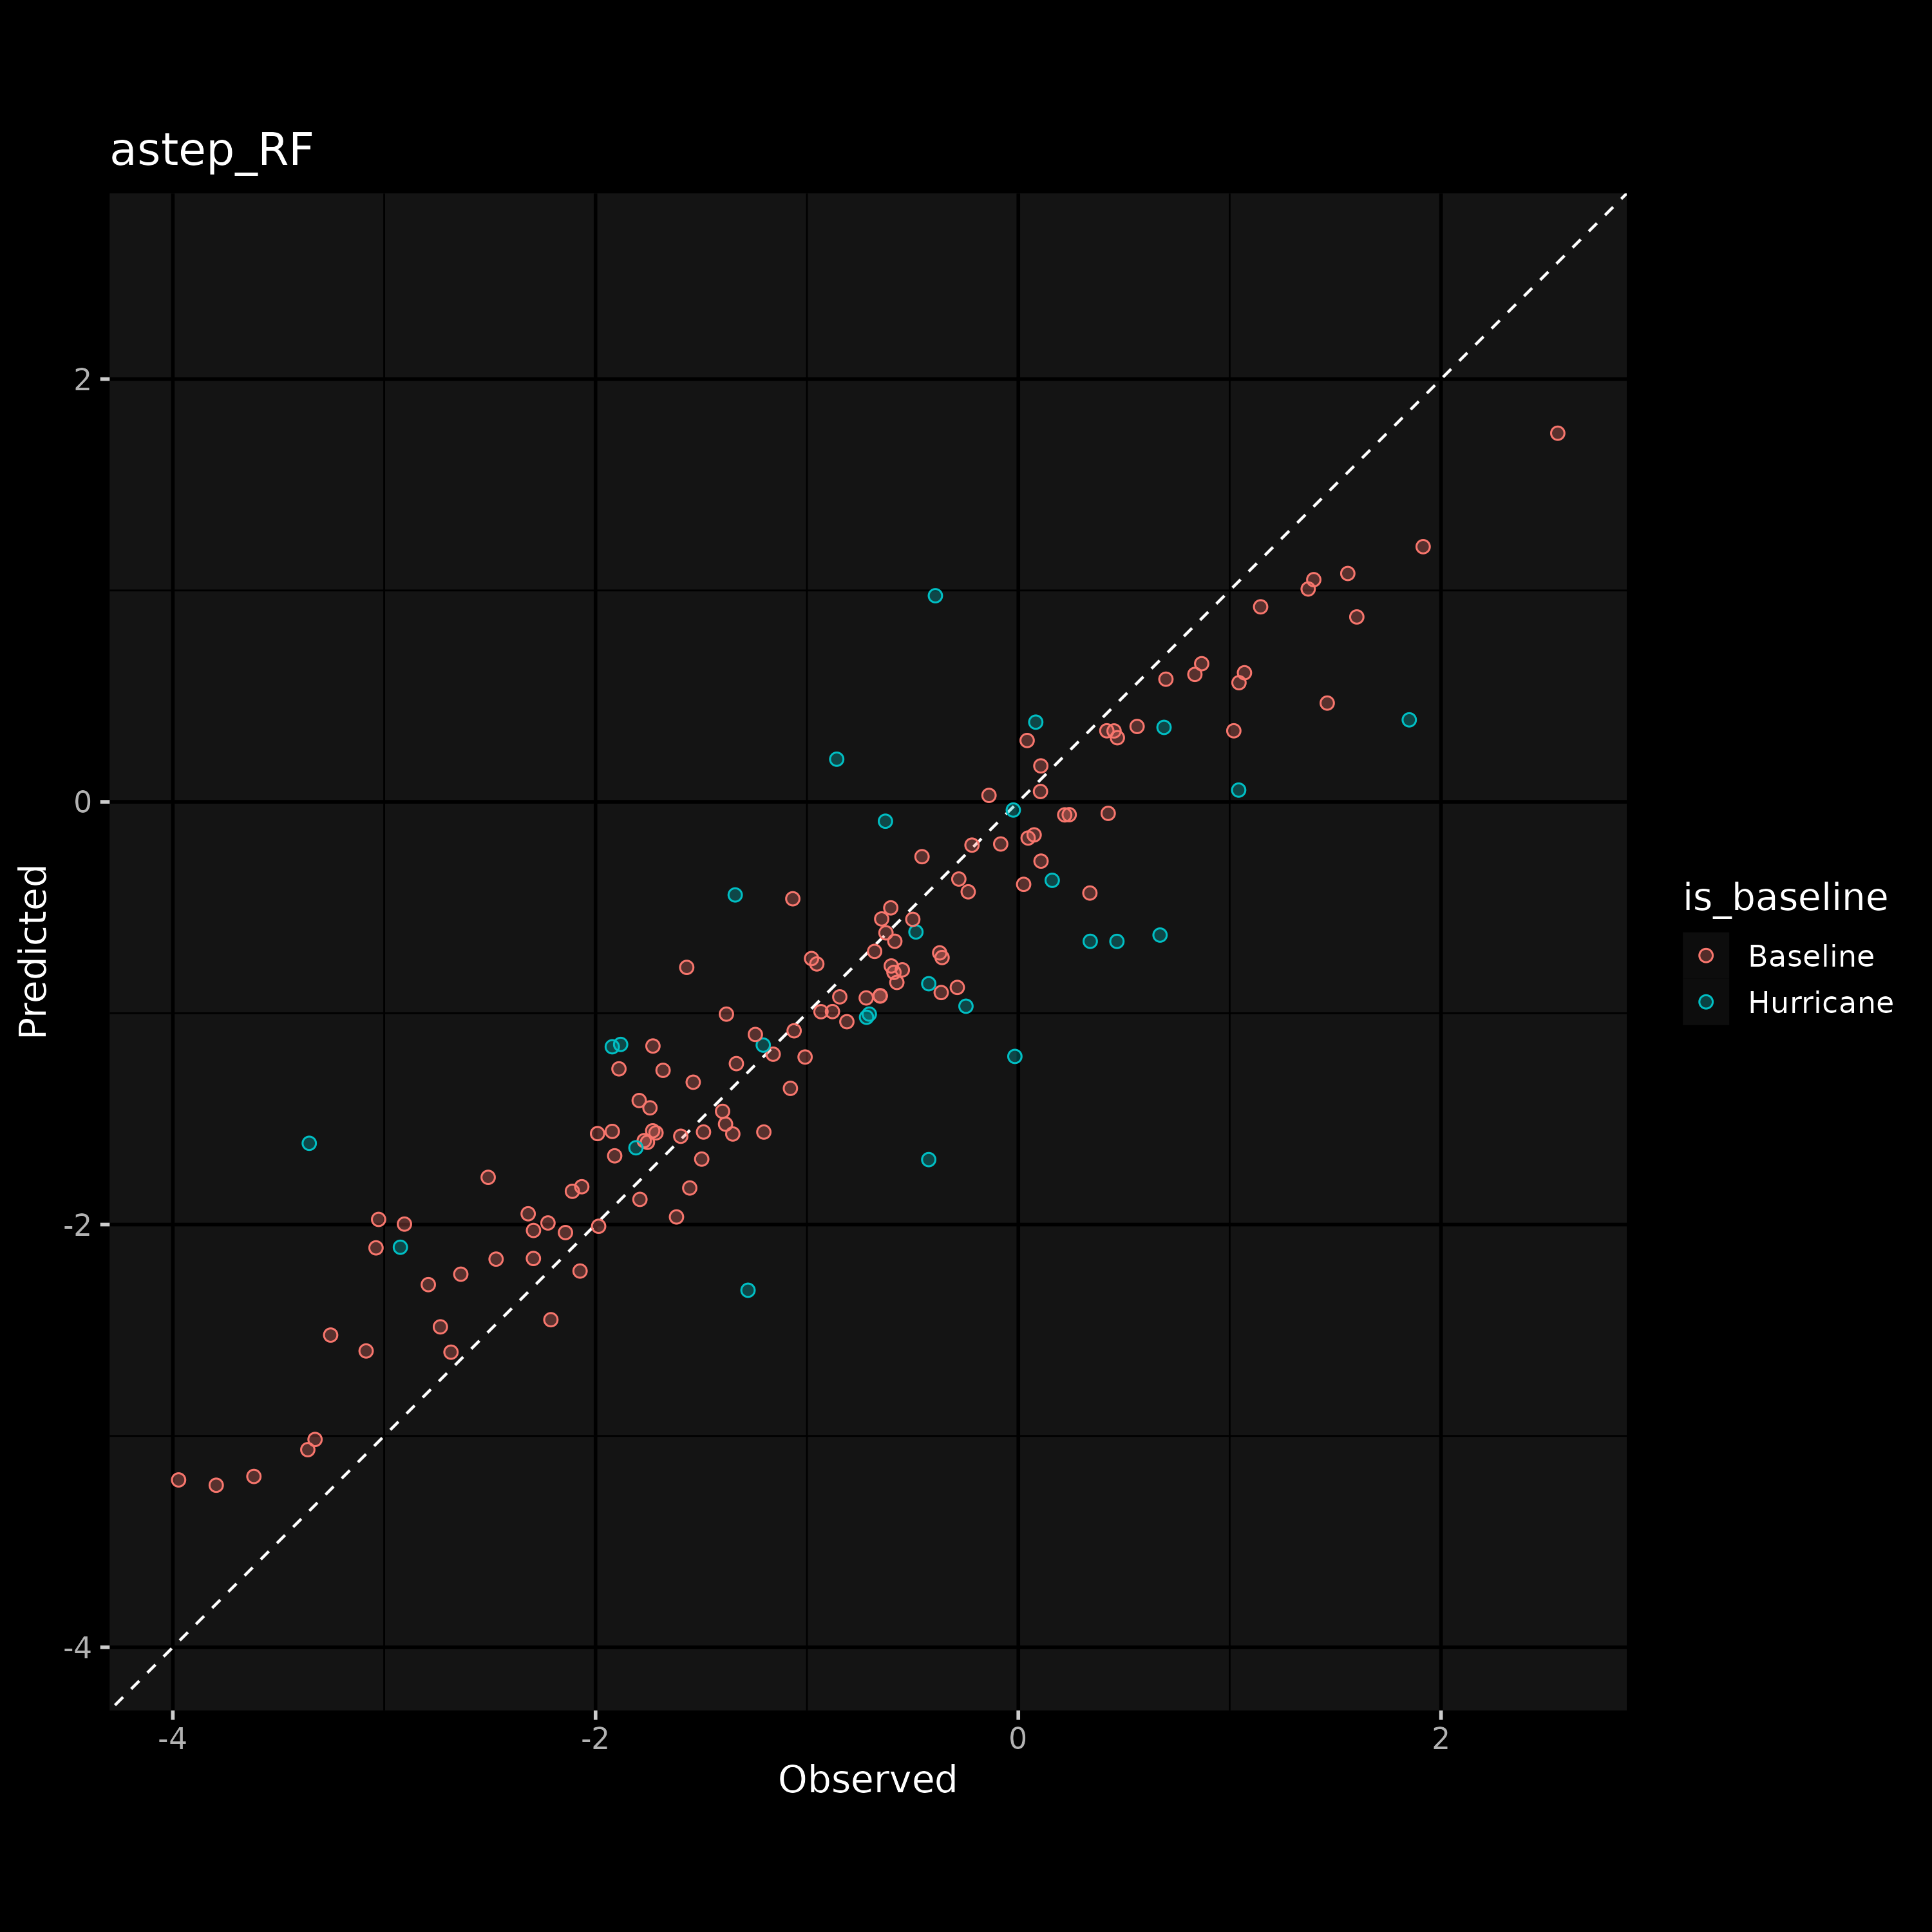 astep_RF
2
0
-2
-4
Predicted
-4
-2
0
2
Observed
is_baseline
Baseline
Hurricane